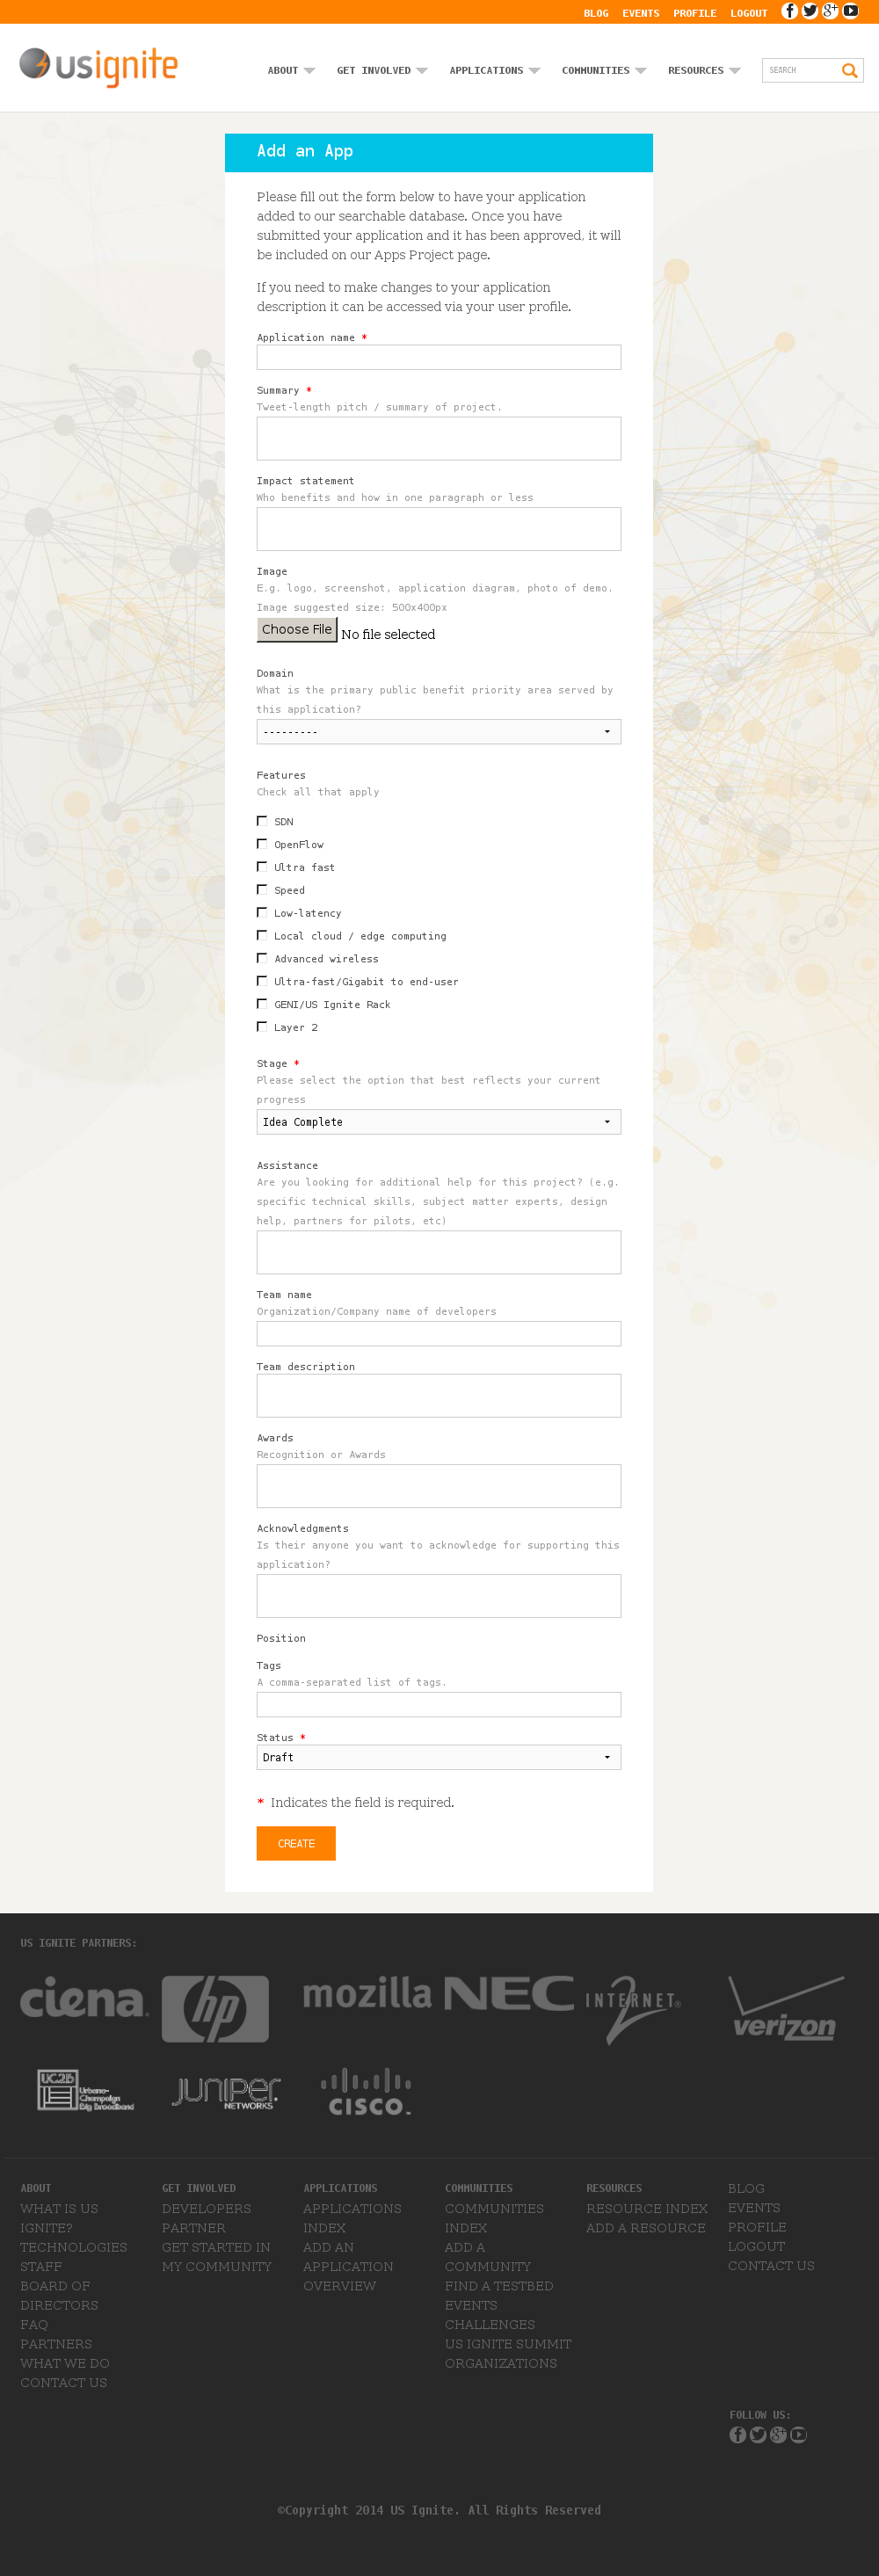 BLOG EVENTS PROFILE LOGOUT
usignite
ABOUT GET INVOLVED APPLICATIONS COMMUNITIES RESOURCES SEARCH
Add an App
Please fill out the form below to have your application
added to our searchable database. Once you have
submitted your application and it has been approved, it will
be included on our Apps Project page.
If you need to make changes to your application
description it can be accessed via your user profile.
Application name *
Summary *
Tweet-length pitch / summary of project.
Impact statement
Who benefits and how in one paragraph or less
Image
E.g. logo, screenshot, application diagram, photo of demo.
Image suggested size: 500x400px
Choose File No file selected
Domain
What is the primary public benefit priority area served by
this application?
---------
Features
Check all that apply
SDN
OpenFlow
Ultra fast
Speed
Low-latency
Local cloud / edge computing
Advanced wireless
Ultra-fast/Gigabit to end-user
GENI/US Ignite Rack
Layer 2
Stage *
Please select the option that best reflects your current
progress
Idea Complete
Assistance
Are you looking for additional help for this project? (e.g.
specific technical skills, subject matter experts, design
help, partners for pilots, etc)
Team name
Organization/Company name of developers
Team description
Awards
Recognition or Awards
Acknowledgments
Is their anyone you want to acknowledge for supporting this
application?
Position
Tags
A comma-separated list of tags.
Status *
Draft
* Indicates the field is required.
CREATE
US IGNITE PARTNERS:
ciena hp mozilla NEC INTERNET 2 verizon
UC2B Urbana-Champaign Big Broadband JUNIPER NETWORKS CISCO
ABOUT
WHAT IS US
IGNITE?
TECHNOLOGIES
STAFF
BOARD OF
DIRECTORS
FAQ
PARTNERS
WHAT WE DO
CONTACT US
GET INVOLVED
DEVELOPERS
PARTNER
GET STARTED IN
MY COMMUNITY
APPLICATIONS
APPLICATIONS
INDEX
ADD AN
APPLICATION
OVERVIEW
COMMUNITIES
COMMUNITIES
INDEX
ADD A
COMMUNITY
FIND A TESTBED
EVENTS
CHALLENGES
US IGNITE SUMMIT
ORGANIZATIONS
RESOURCES
RESOURCE INDEX
ADD A RESOURCE
BLOG
EVENTS
PROFILE
LOGOUT
CONTACT US
FOLLOW US:
©Copyright 2014 US Ignite. All Rights Reserved